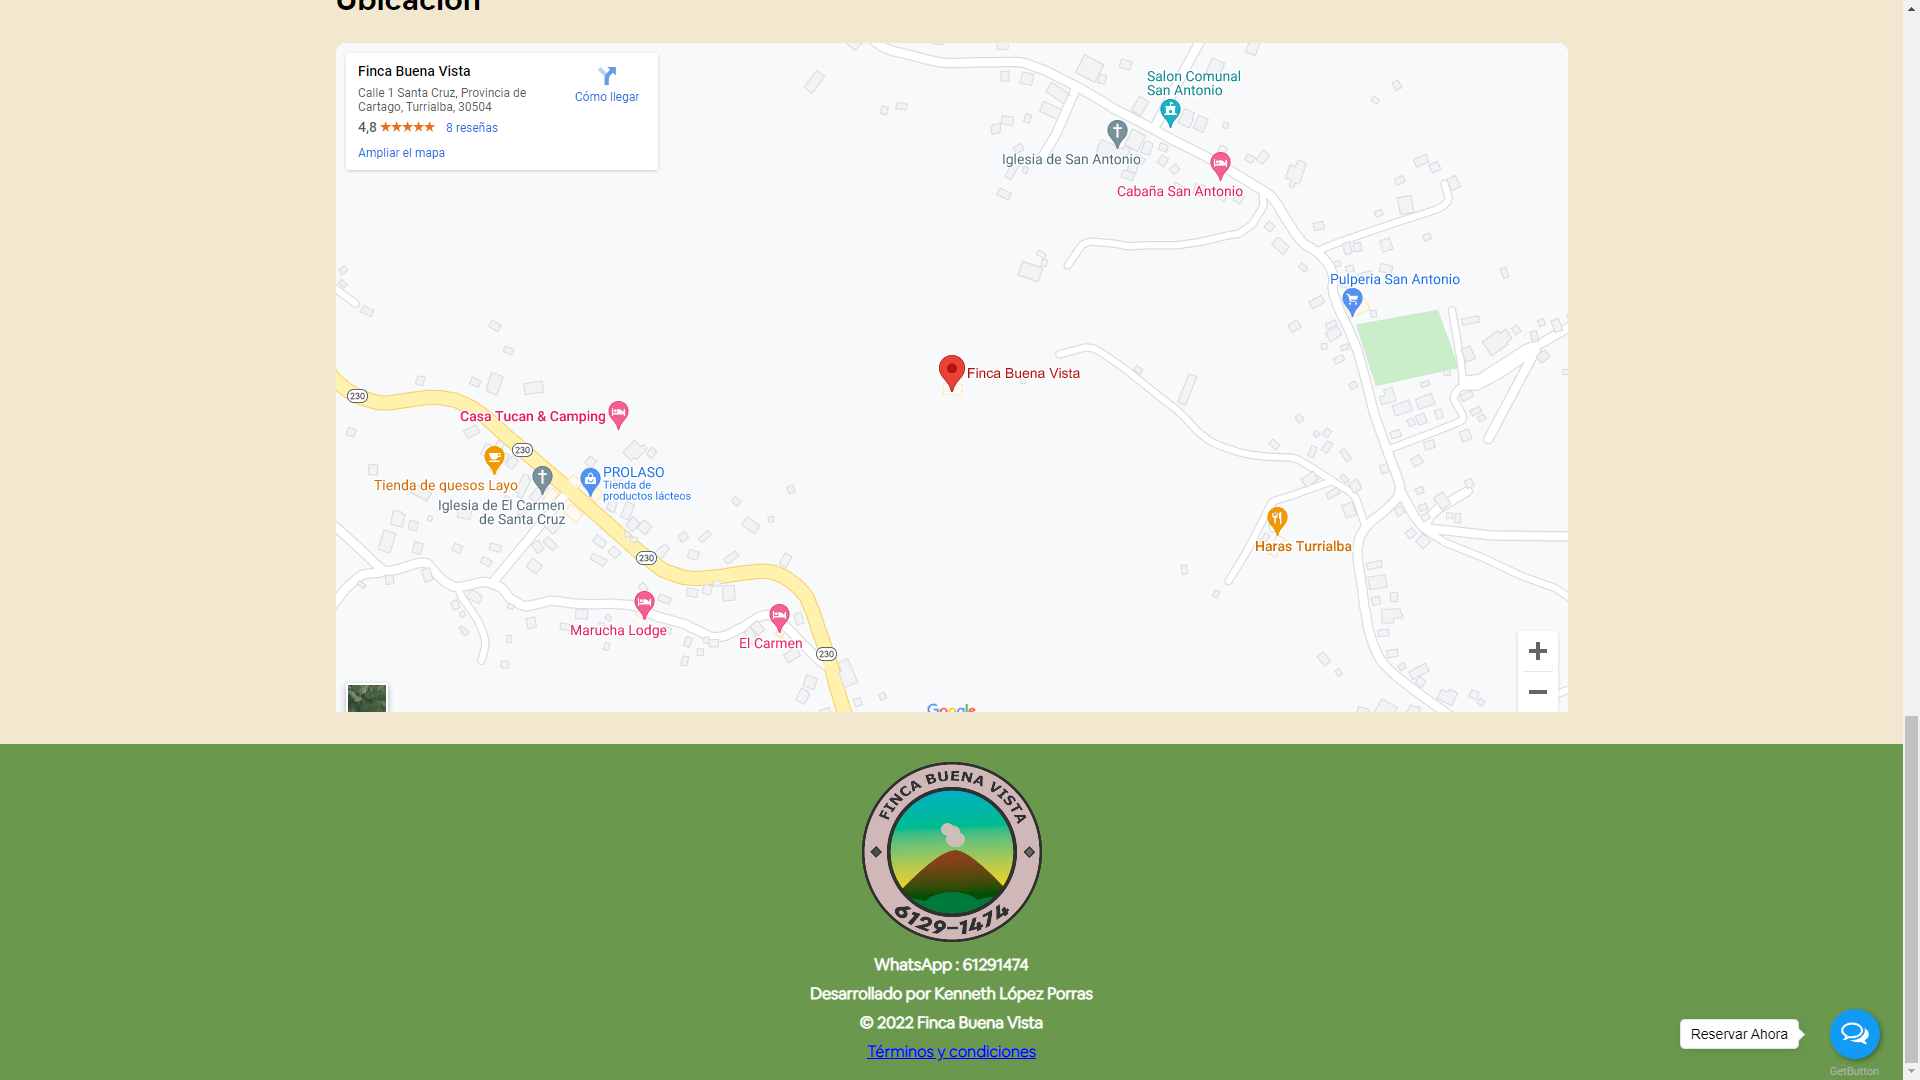 Ubicación
Finca Buena Vista
Calle 1 Santa Cruz, Provincia de
Cartago, Turrialba, 30504
4,8
8 reseñas
Ampliar el mapa
Cómo llegar
Salon Comunal
San Antonio
Iglesia de San Antonio
Cabaña San Antonio
Pulperia San Antonio
Finca Buena Vista
230
Casa Tucan & Camping
230
Tienda de quesos Layo
PROLASO
Tienda de
productos lácteos
Iglesia de El Carmen
de Santa Cruz
Haras Turrialba
230
Marucha Lodge
El Carmen
230
Google
FINCA BUENA VISTA
6129-1474
WhatsApp : 61291474
Desarrollado por Kenneth López Porras
© 2022 Finca Buena Vista
Términos y condiciones
Reservar Ahora
GetButton